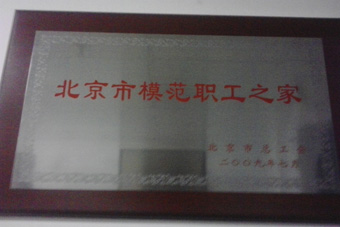 北京市模范职工之家
北京市总工会
二〇〇九年七月